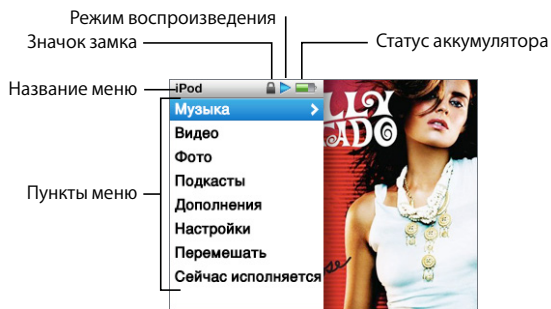 Режим воспроизведения
Значок замка
Статус аккумулятора
Название меню
iPod
Музыка
Видео
Фото
Подкасты
Пункты меню
Дополнения
Настройки
Перемешать
Сейчас исполняется